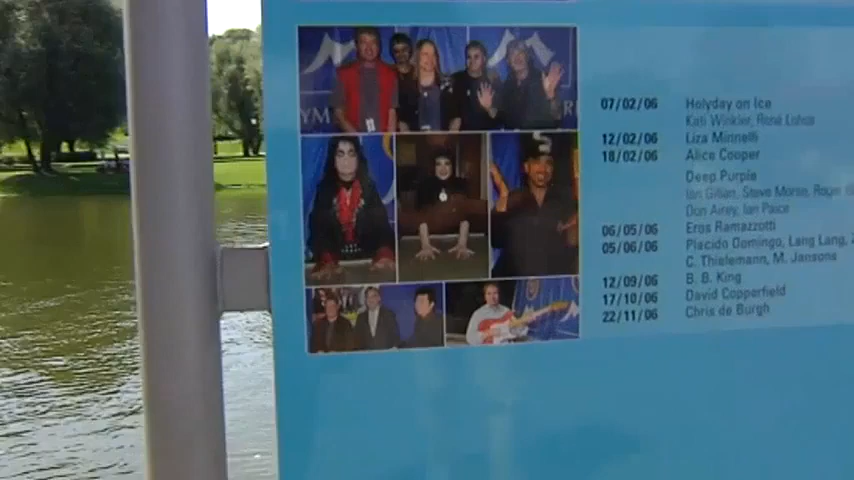 07/02/06 Holyday on Ice
Kati Winkler, René Lohse
12/02/06 Liza Minnelli
18/02/06 Alice Cooper
Deep Purple
Ian Gillan, Steve Morse, Roger
Don Airey, Ian Paice
06/05/06 Eros Ramazzotti
05/06/06 Placido Domingo, Lang Lang,
C. Thielemann, M. Jansons
12/09/06 B. B. King
17/10/06 David Copperfield
22/11/06 Chris de Burgh